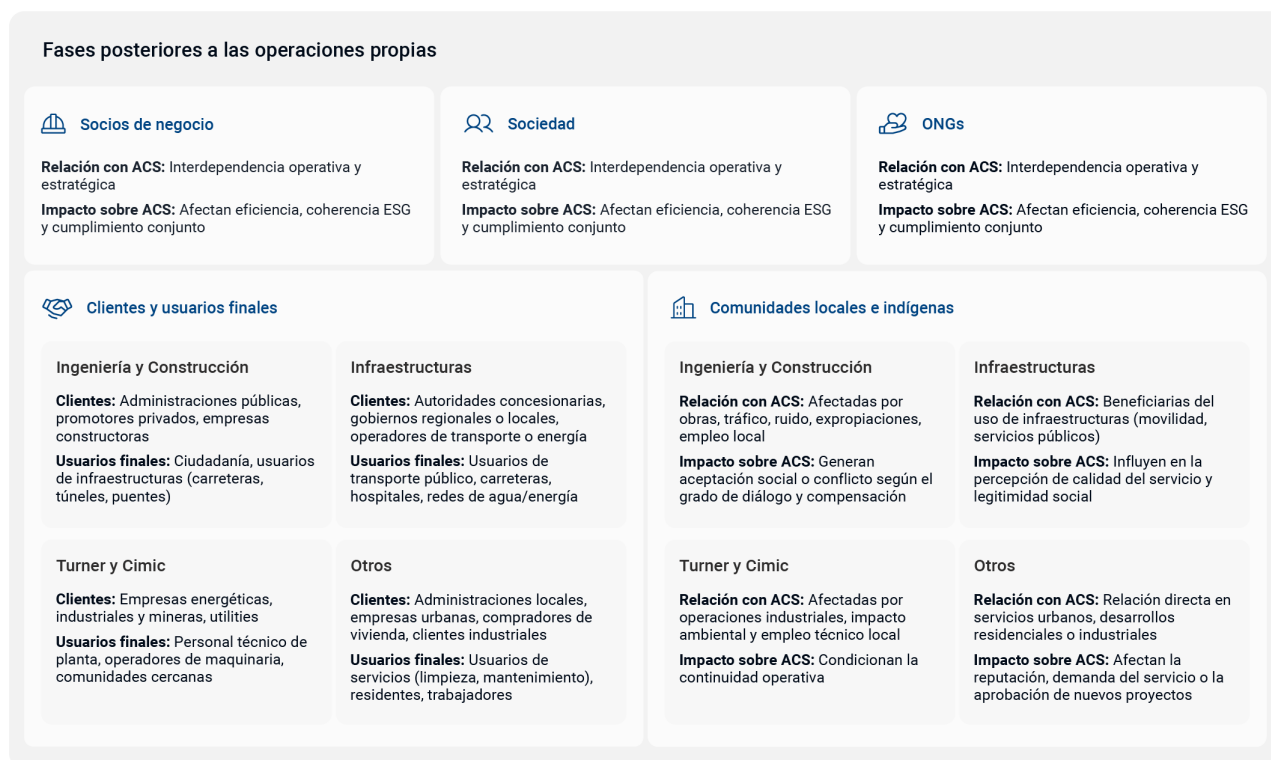 Fases posteriores a las operaciones propias
Socios de negocio
Relación con ACS: Interdependencia operativa y
estratégica
Impacto sobre ACS: Afectan eficiencia, coherencia ESG
y cumplimiento conjunto
Sociedad
Relación con ACS: Interdependencia operativa y
estratégica
Impacto sobre ACS: Afectan eficiencia, coherencia ESG
y cumplimiento conjunto
ONGs
Relación con ACS: Interdependencia operativa y
estratégica
Impacto sobre ACS: Afectan eficiencia, coherencia ESG
y cumplimiento conjunto
Clientes y usuarios finales
Ingeniería y Construcción
Clientes: Administraciones públicas,
promotores privados, empresas
constructoras
Usuarios finales: Ciudadanía, usuarios
de infraestructuras (carreteras,
túneles, puentes)
Infraestructuras
Clientes: Autoridades concesionarias,
gobiernos regionales o locales,
operadores de transporte o energía
Usuarios finales: Usuarios de
transporte público, carreteras,
hospitales, redes de agua/energía
Turner y Cimic
Clientes: Empresas energéticas,
industriales y mineras, utilities
Usuarios finales: Personal técnico de
planta, operadores de maquinaria,
comunidades cercanas
Otros
Clientes: Administraciones locales,
empresas urbanas, compradores de
vivienda, clientes industriales
Usuarios finales: Usuarios de
servicios (limpieza, mantenimiento),
residentes, trabajadores
Comunidades locales e indígenas
Ingeniería y Construcción
Relación con ACS: Afectadas por
obras, tráfico, ruido, expropiaciones,
empleo local
Impacto sobre ACS: Generan
aceptación social o conflicto según el
grado de diálogo y compensación
Infraestructuras
Relación con ACS: Beneficiarias del
uso de infraestructuras (movilidad,
servicios públicos)
Impacto sobre ACS: Influyen en la
percepción de calidad del servicio y
legitimidad social
Turner y Cimic
Relación con ACS: Afectadas por
operaciones industriales, impacto
ambiental y empleo técnico local
Impacto sobre ACS: Condicionan la
continuidad operativa
Otros
Relación con ACS: Relación directa en
servicios urbanos, desarrollos
residenciales o industriales
Impacto sobre ACS: Afectan la
reputación, demanda del servicio o la
aprobación de nuevos proyectos